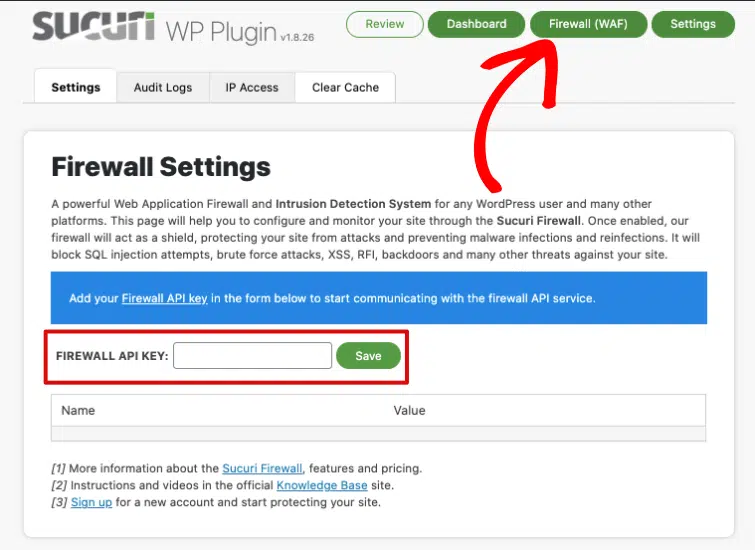 SUCURI WP Plugin v1.8.26
Review Dashboard Firewall (WAF) Settings
Settings Audit Logs IP Access Clear Cache
Firewall Settings
A powerful Web Application Firewall and Intrusion Detection System for any WordPress user and many other
platforms. This page will help you to configure and monitor your site through the Sucuri Firewall. Once enabled, our
firewall will act as a shield, protecting your site from attacks and preventing malware infections and reinfections. It will
block SQL injection attempts, brute force attacks, XSS, RFI, backdoors and many other threats against your site.
Add your Firewall API key in the form below to start communicating with the firewall API service.
FIREWALL API KEY: Save
Name Value
[1] More information about the Sucuri Firewall, features and pricing.
[2] Instructions and videos in the official Knowledge Base site.
[3] Sign up for a new account and start protecting your site.